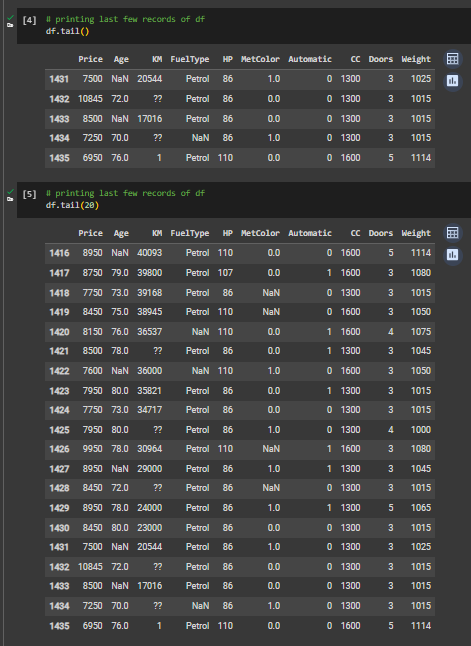 [4] # printing last few records of df
df.tail()
Price Age KM FuelType HP MetColor Automatic CC Doors Weight
1431 7500 NaN 20544 Petrol 86 1.0 0 1300 3 1025
1432 10845 72.0 ?? Petrol 86 0.0 0 1300 3 1015
1433 8500 NaN 17016 Petrol 86 0.0 0 1300 3 1015
1434 7250 70.0 ?? NaN 86 1.0 0 1300 3 1015
1435 6950 76.0 1 Petrol 110 0.0 0 1600 5 1114
[5] # printing last few records of df
df.tail(20)
Price Age KM FuelType HP MetColor Automatic CC Doors Weight
1416 8950 NaN 40093 Petrol 110 0.0 0 1600 5 1114
1417 8750 79.0 39800 Petrol 107 0.0 1 1600 3 1080
1418 7750 73.0 39168 Petrol 86 NaN 0 1300 3 1015
1419 8450 75.0 38945 Petrol 110 NaN 0 1600 3 1050
1420 8150 76.0 36537 NaN 110 0.0 1 1600 4 1075
1421 8500 78.0 ?? Petrol 86 0.0 1 1300 3 1045
1422 7600 NaN 36000 NaN 110 1.0 0 1600 3 1050
1423 7950 80.0 35821 Petrol 86 0.0 1 1300 3 1015
1424 7750 73.0 34717 Petrol 86 0.0 0 1300 3 1015
1425 7950 80.0 ?? Petrol 86 1.0 0 1300 4 1000
1426 9950 78.0 30964 Petrol 110 NaN 1 1600 3 1080
1427 8950 NaN 29000 Petrol 86 1.0 1 1300 3 1045
1428 8450 72.0 ?? Petrol 86 NaN 0 1300 3 1015
1429 8950 78.0 24000 Petrol 86 1.0 1 1300 5 1065
1430 8450 80.0 23000 Petrol 86 0.0 0 1300 3 1015
1431 7500 NaN 20544 Petrol 86 1.0 0 1300 3 1025
1432 10845 72.0 ?? Petrol 86 0.0 0 1300 3 1015
1433 8500 NaN 17016 Petrol 86 0.0 0 1300 3 1015
1434 7250 70.0 ?? NaN 86 1.0 0 1300 3 1015
1435 6950 76.0 1 Petrol 110 0.0 0 1600 5 1114